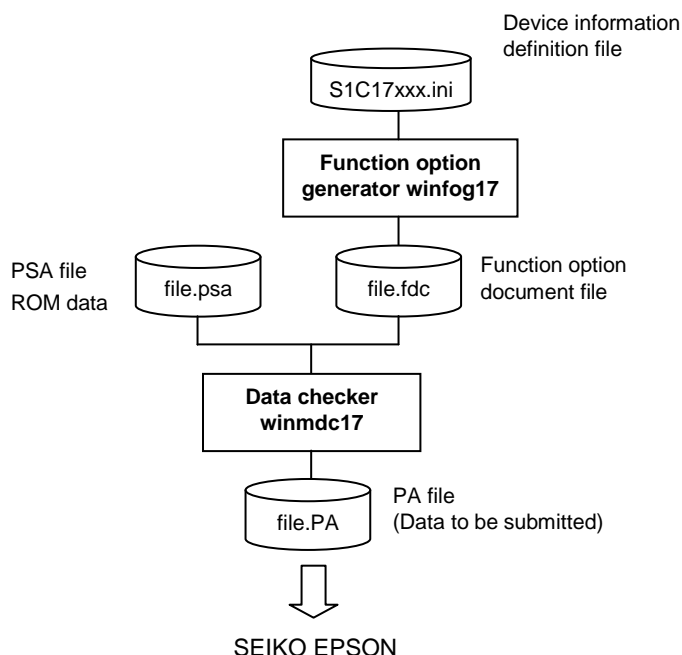 Device information
definition file
S1C17xxx.ini
Function option
generator winfog17
PSA file
ROM data
file.psa
file.fdc
Function option
document file
Data checker
winmdc17
file.PA
PA file
(Data to be submitted)
SEIKO EPSON